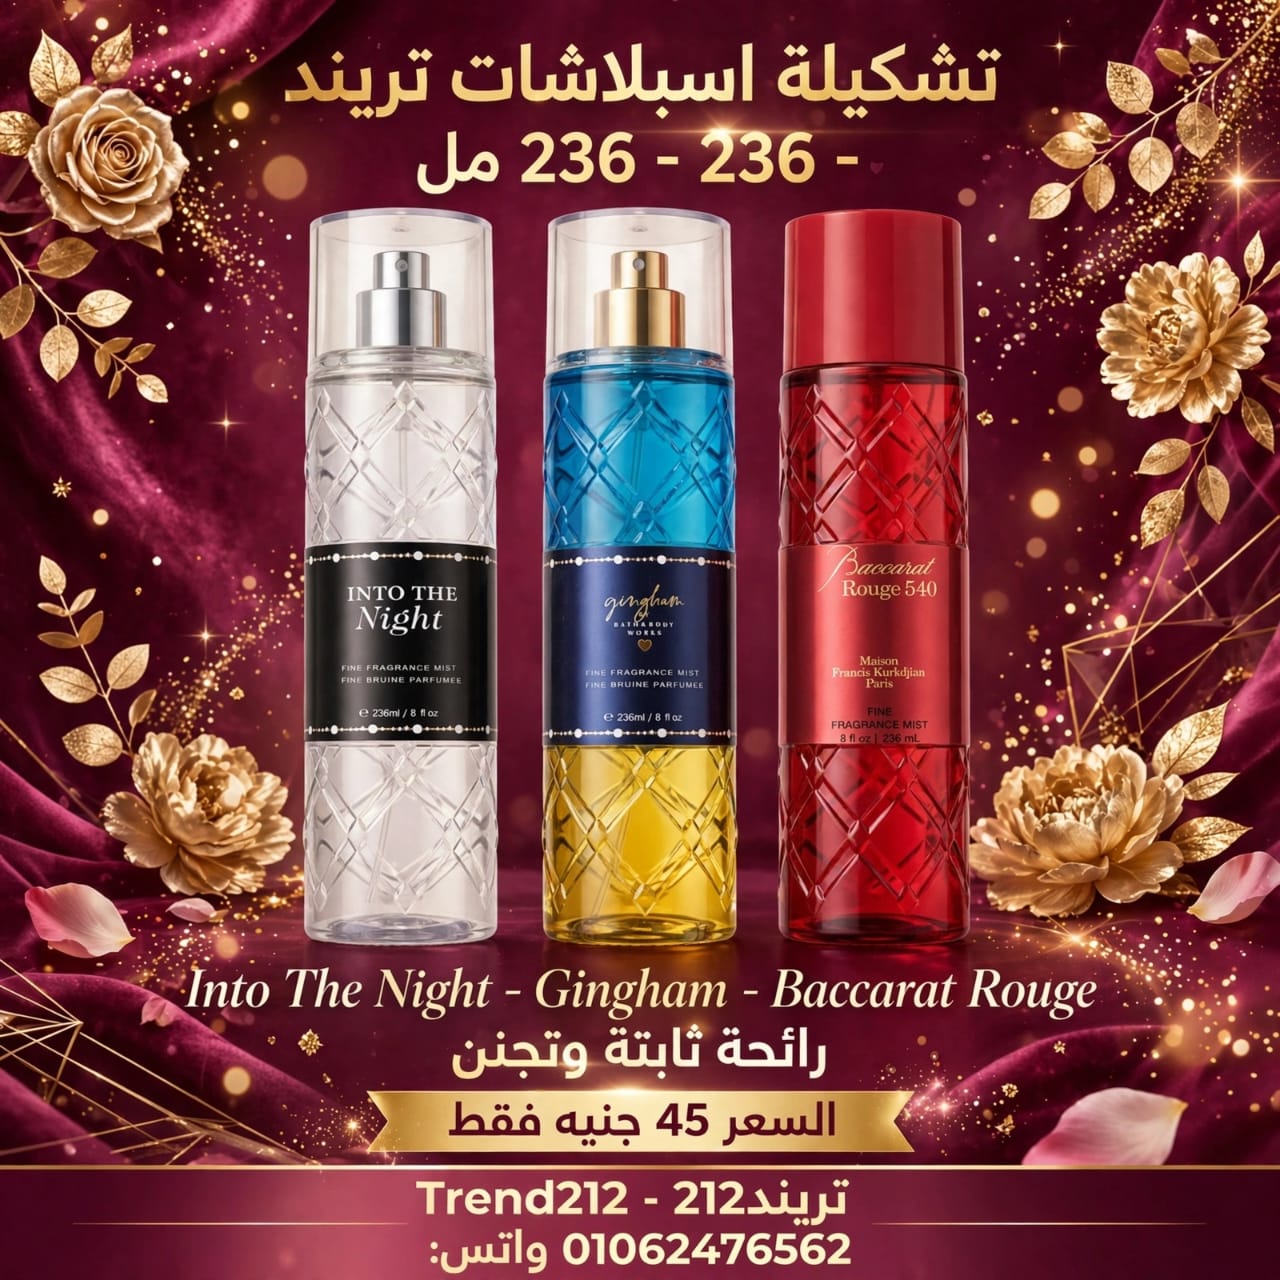 تشكيلة اسبلاشات تريند
- 236 - 236 مل
INTO THE
Night
FINE FRAGRANCE MIST
FINE BRUINE PARFUMEE
℮ 236ml / 8 fl oz
gingham
BATH & BODY
WORKS
FINE FRAGRANCE MIST
FINE BRUINE PARFUMEE
℮ 236ml / 8 fl oz
Baccarat
Rouge 540
Maison
Francis Kurkdjian
Paris
FINE
FRAGRANCE MIST
8 fl oz | 236 mL
Into The Night - Gingham - Baccarat Rouge
رائحة ثابتة وتجنن
السعر 45 جنيه فقط
تريند212 - Trend212
01062476562 واتس: